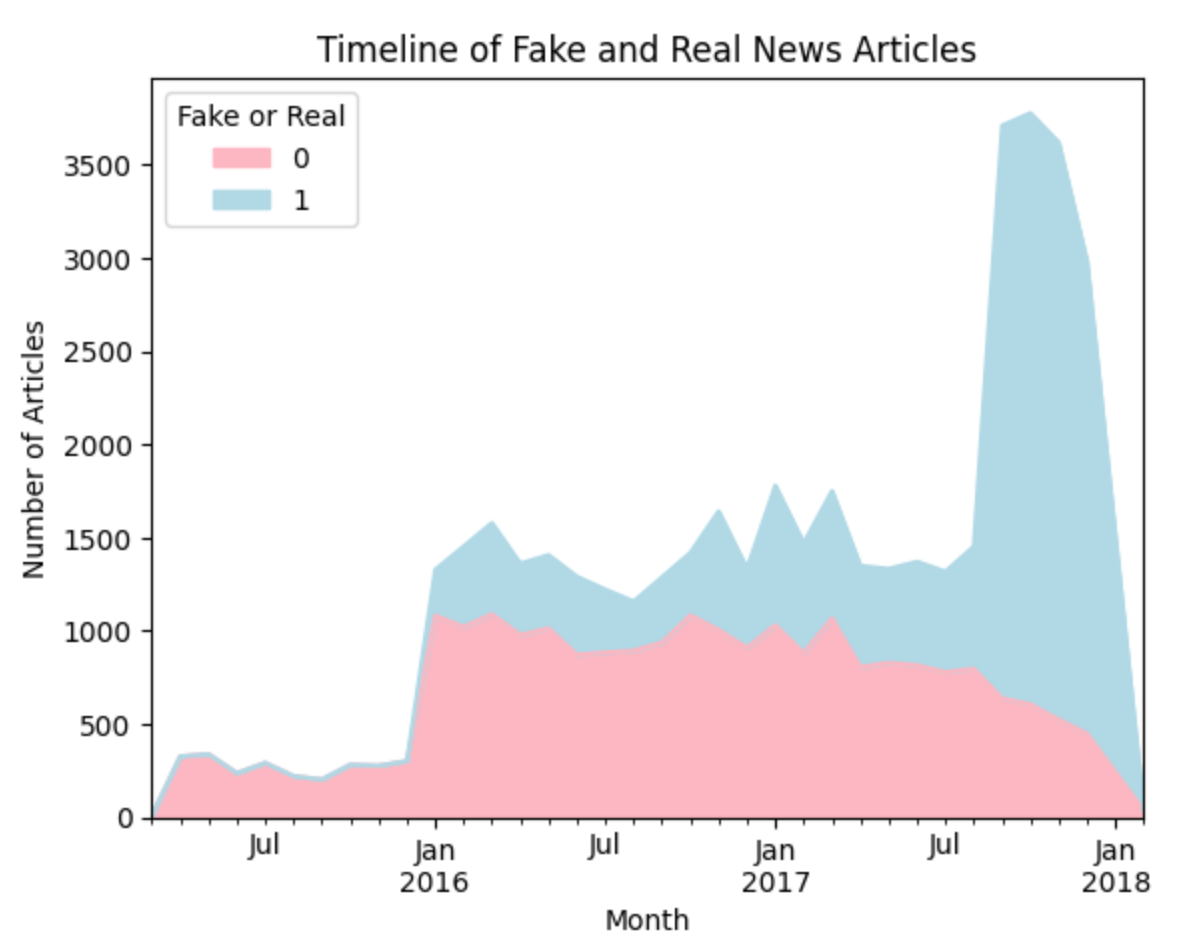 Timeline of Fake and Real News Articles
Fake or Real
0
1
Number of Articles
3500
3000
2500
2000
1500
1000
500
0
Jul
Jan
2016
Jul
Jan
2017
Jul
Jan
2018
Month